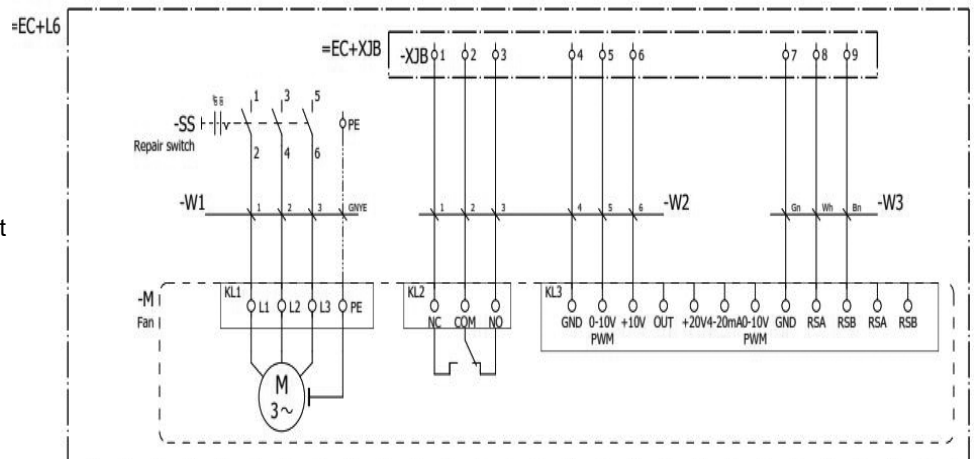 =EC+L6
=EC+XJB
-XJB 1 2 3 4 5 6 7 8 9
1 3 5
-SS
PE
Repair switch
2 4 6
-W1 1 2 3 GNYE
1 2 3 4 5 6 -W2
Gn Wh Bn -W3
t
-M
Fan
KL1 L1 L2 L3 PE
KL2
NC COM NO
KL3
GND 0-10V +10V OUT +20V 4-20mA 0-10V GND RSA RSB RSA RSB
PWM PWM
M
3~